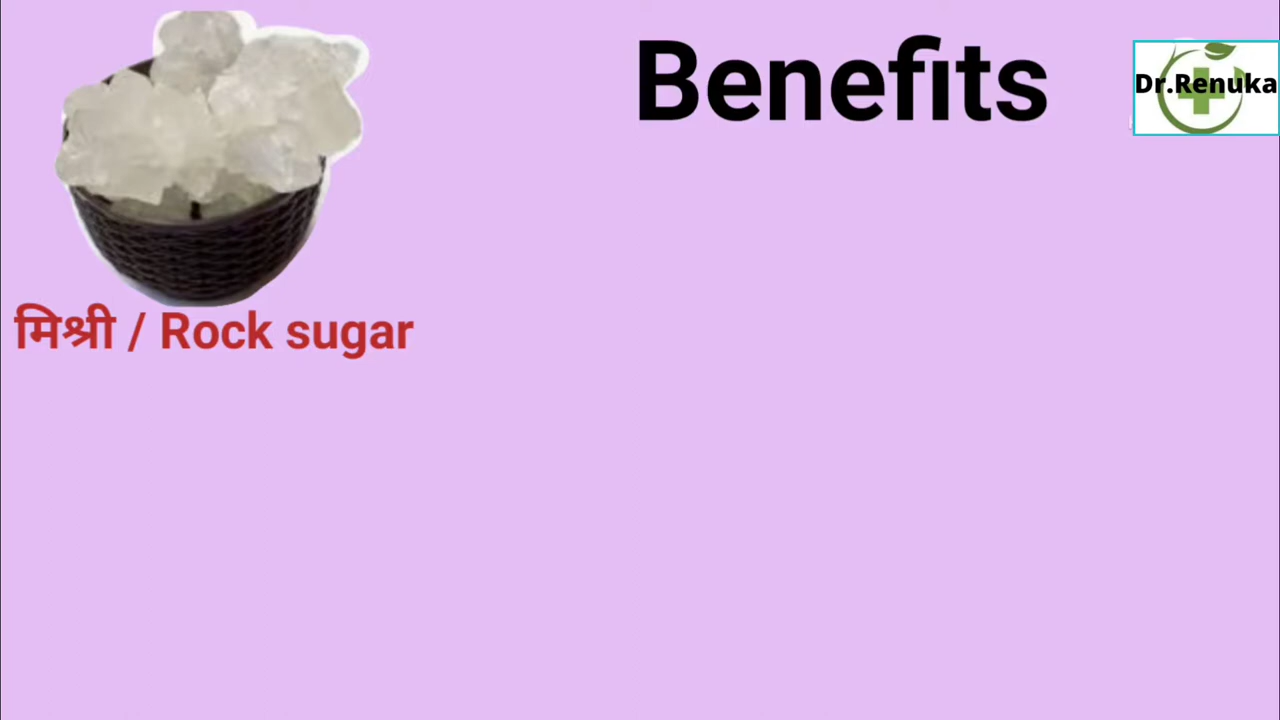 Benefits
Dr.Renuka
मिश्री / Rock sugar